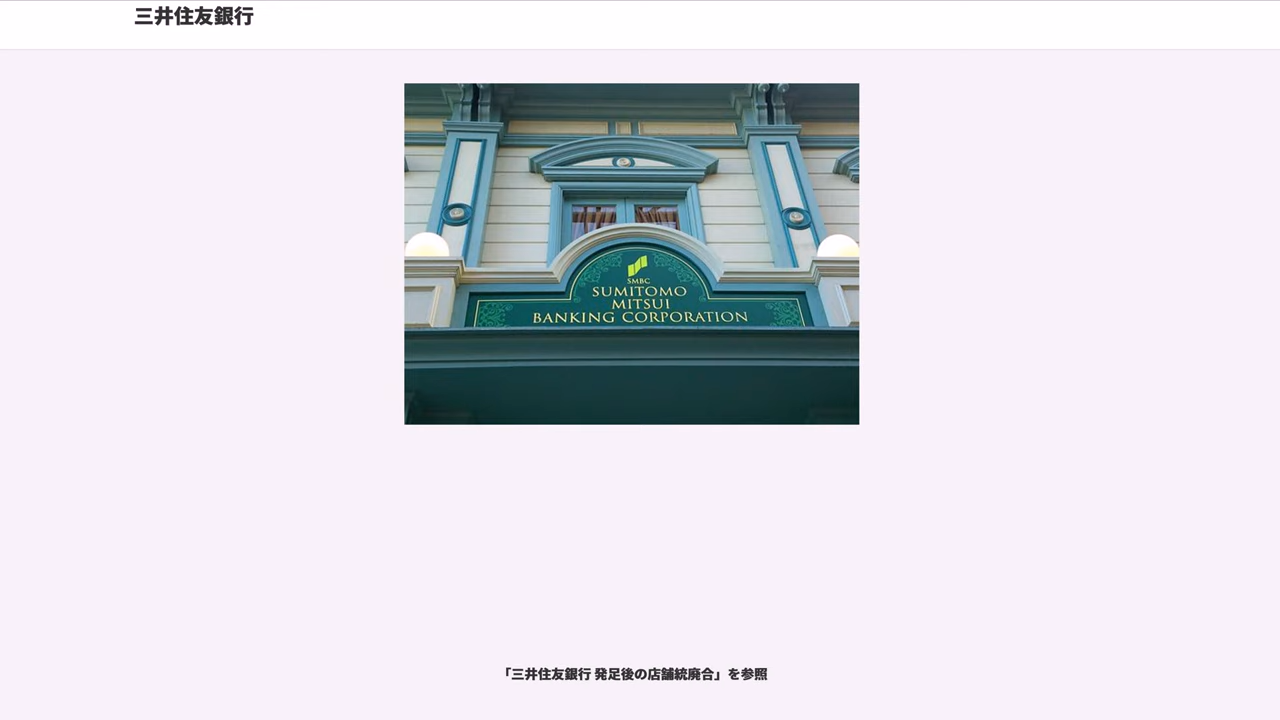 三井住友銀行
SMBC
SUMITOMO
MITSUI
BANKING CORPORATION
「三井住友銀行 発足後の店舗統廃合」を参照